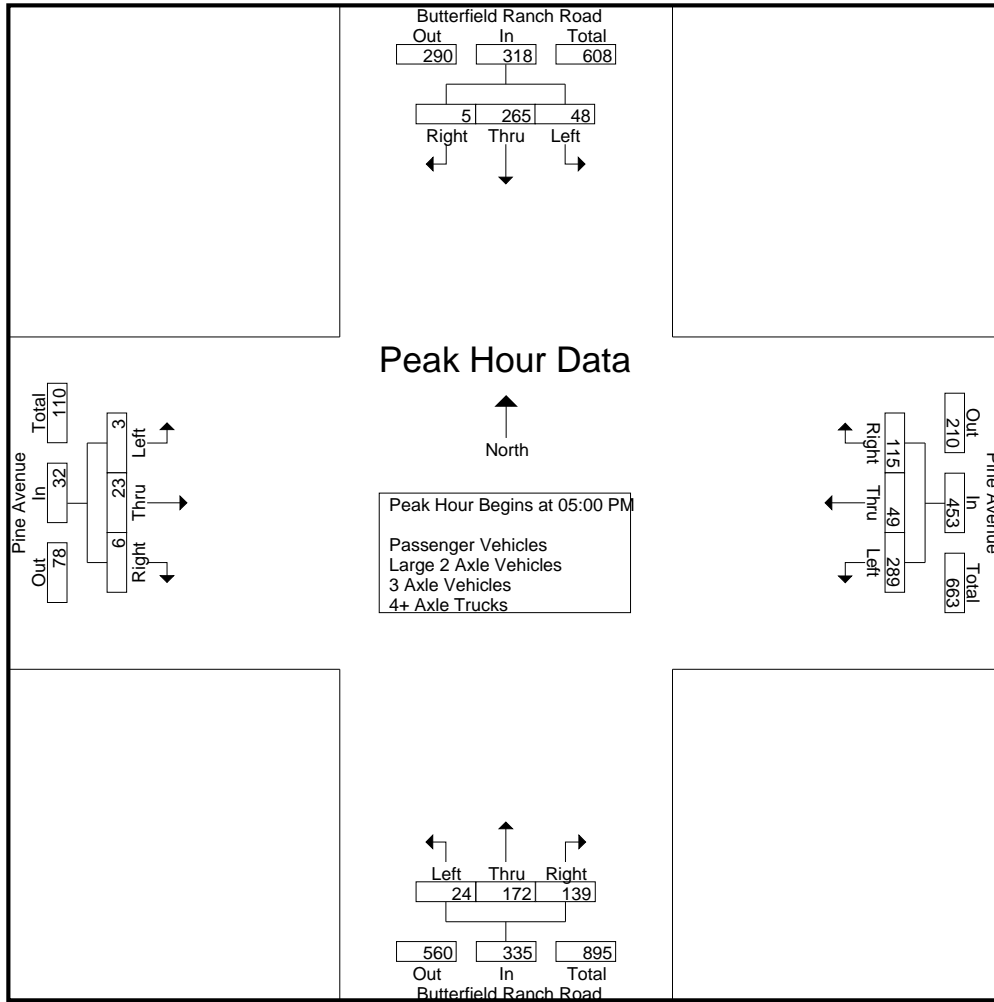 Butterfield Ranch Road
Out In Total
290 318 608
5 265 48
Right Thru Left
Peak Hour Data
North
Peak Hour Begins at 05:00 PM
Passenger Vehicles
Large 2 Axle Vehicles
3 Axle Vehicles
4+ Axle Trucks
Pine Avenue
Out In Total
78 32 110
6 23 3
Right Thru Left
Pine Avenue
Out In Total
210 453 663
115 49 289
Right Thru Left
Left Thru Right
24 172 139
560 335 895
Out In Total
Butterfield Ranch Road